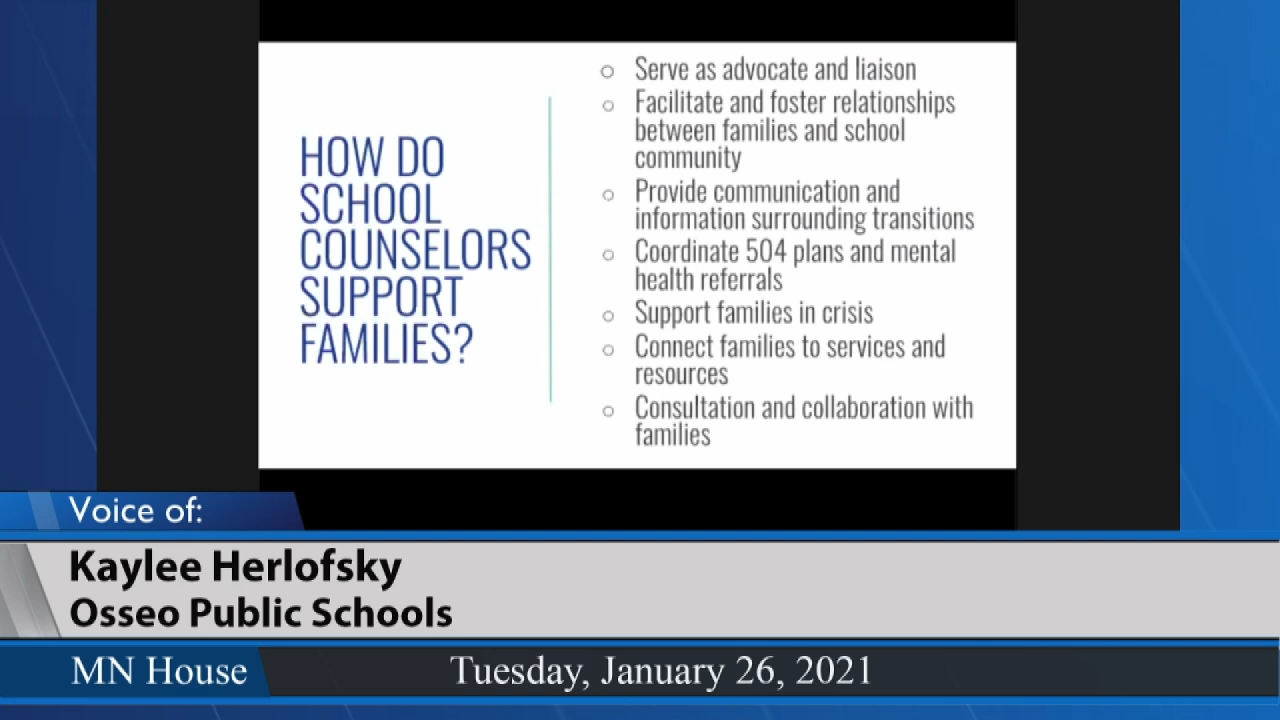 HOW DO
SCHOOL
COUNSELORS
SUPPORT
FAMILIES?
○ Serve as advocate and liaison
○ Facilitate and foster relationships
between families and school
community
○ Provide communication and
information surrounding transitions
○ Coordinate 504 plans and mental
health referrals
○ Support families in crisis
○ Connect families to services and
resources
○ Consultation and collaboration with
families
Voice of:
Kaylee Herlofsky
Osseo Public Schools
MN House
Tuesday, January 26, 2021